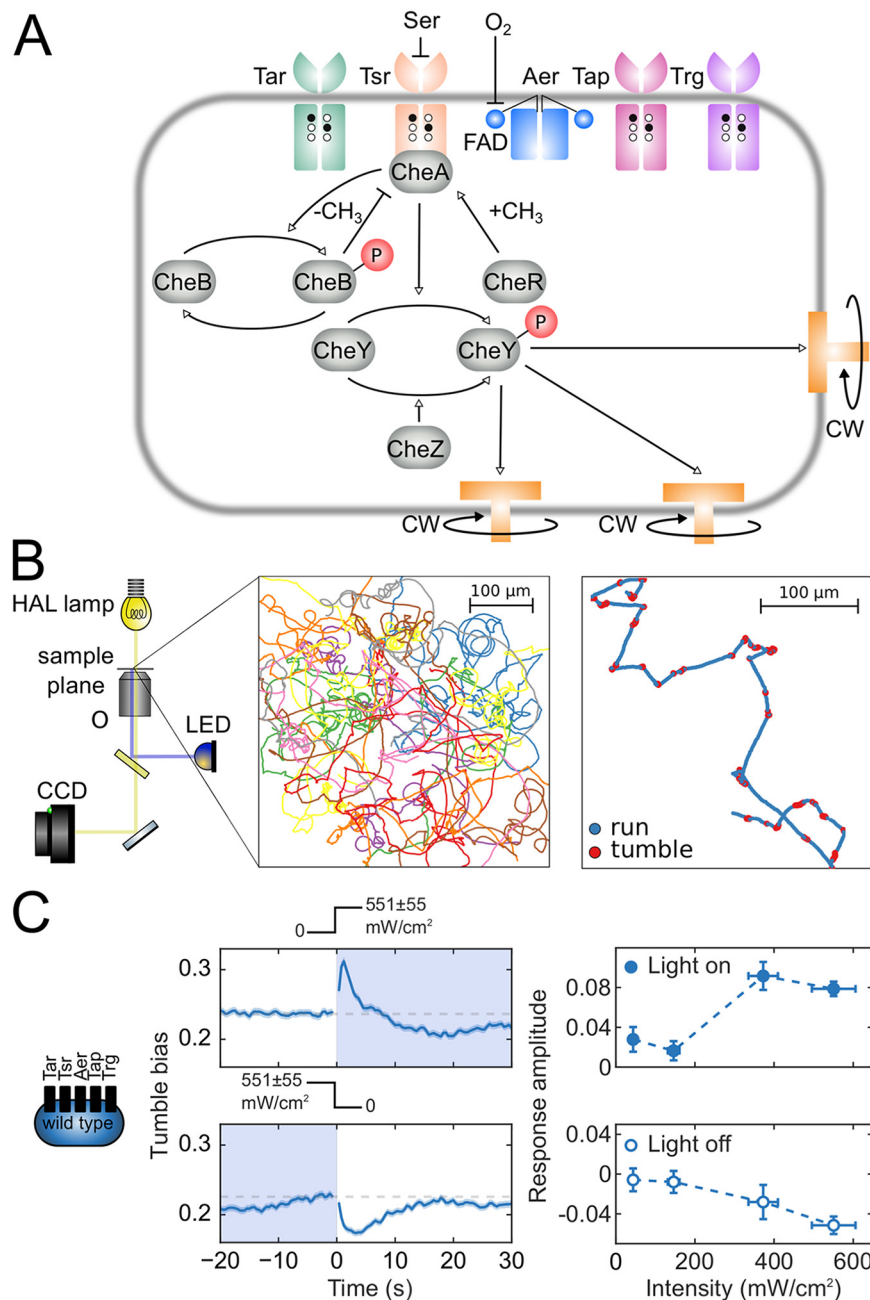 A
Ser
O₂
Tar
Tsr
Aer
Tap
Trg
FAD
CheA
-CH₃
+CH₃
CheB
CheB
P
CheR
CheY
CheY
P
CheZ
CW
CW
CW
B
HAL lamp
sample
plane
O
LED
CCD
100 μm
100 μm
run
tumble
C
0
551±55
mW/cm²
0.3
0.2
Tumble bias
Tar
Tsr
Aer
Tap
Trg
wild type
551±55
mW/cm²
0
0.3
0.2
-20
-10
0
10
20
30
Time (s)
Light on
0.08
0.04
0
Response amplitude
Light off
0.04
0
-0.04
0
200
400
600
Intensity (mW/cm²)